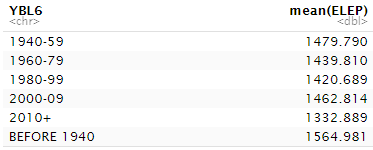 YBL6 mean(ELEP)
<chr> <dbl>
1940-59 1479.790
1960-79 1439.810
1980-99 1420.689
2000-09 1462.814
2010+ 1332.889
BEFORE 1940 1564.981